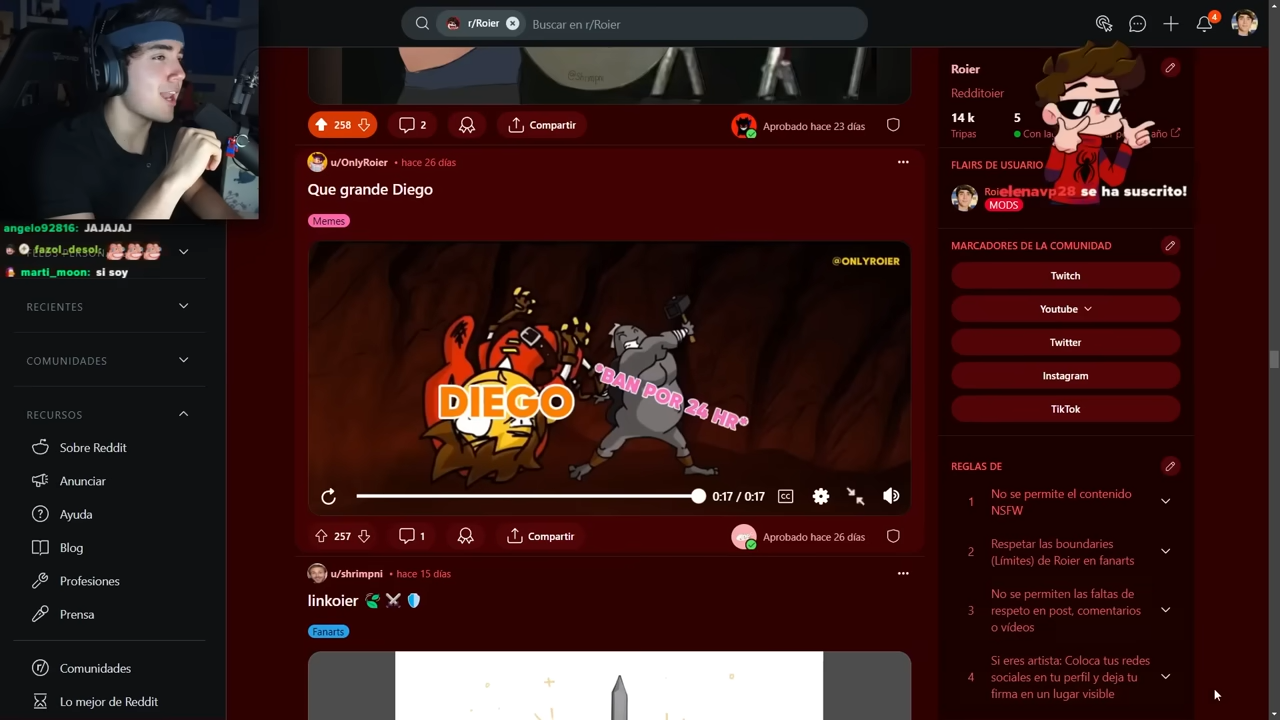 r/Roier
Buscar en r/Roier
4
@Shrimpn
258
2
Compartir
Aprobado hace 23 días
u/OnlyRoier • hace 26 días
Que grande Diego
Memes
@ONLYROIER
DIEGO
*BAN POR 24 HR*
0:17 / 0:17
CC
257
1
Compartir
Aprobado hace 26 días
u/shrimpni • hace 15 días
linkoier
Fanarts
angelo92816: JAJAJAJ
fazol_desol:
marti_moon: si soy
RECIENTES
COMUNIDADES
RECURSOS
Sobre Reddit
Anunciar
Ayuda
Blog
Profesiones
Prensa
Comunidades
Lo mejor de Reddit
Roier
Redditoier
14 k
5
Tripas
FLAIRS DE USUARIO
elenavp28 se ha suscrito!
MODS
MARCADORES DE LA COMUNIDAD
Twitch
Youtube
Twitter
Instagram
TikTok
REGLAS DE
1
No se permite el contenido
NSFW
2
Respetar las boundaries
(Límites) de Roier en fanarts
3
No se permiten las faltas de
respeto en post, comentarios
o vídeos
4
Si eres artista: Coloca tus redes
sociales en tu perfil y deja tu
firma en un lugar visible